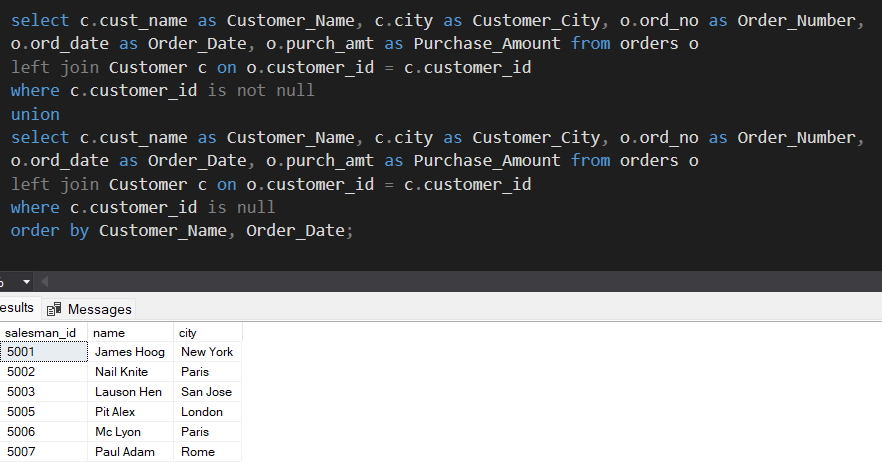 select c.cust_name as Customer_Name, c.city as Customer_City, o.ord_no as Order_Number,
o.ord_date as Order_Date, o.purch_amt as Purchase_Amount from orders o
left join Customer c on o.customer_id = c.customer_id
where c.customer_id is not null
union
select c.cust_name as Customer_Name, c.city as Customer_City, o.ord_no as Order_Number,
o.ord_date as Order_Date, o.purch_amt as Purchase_Amount from orders o
left join Customer c on o.customer_id = c.customer_id
where c.customer_id is null
order by Customer_Name, Order_Date;
%
esults Messages
salesman_id name city
5001 James Hoog New York
5002 Nail Knite Paris
5003 Lauson Hen San Jose
5005 Pit Alex London
5006 Mc Lyon Paris
5007 Paul Adam Rome